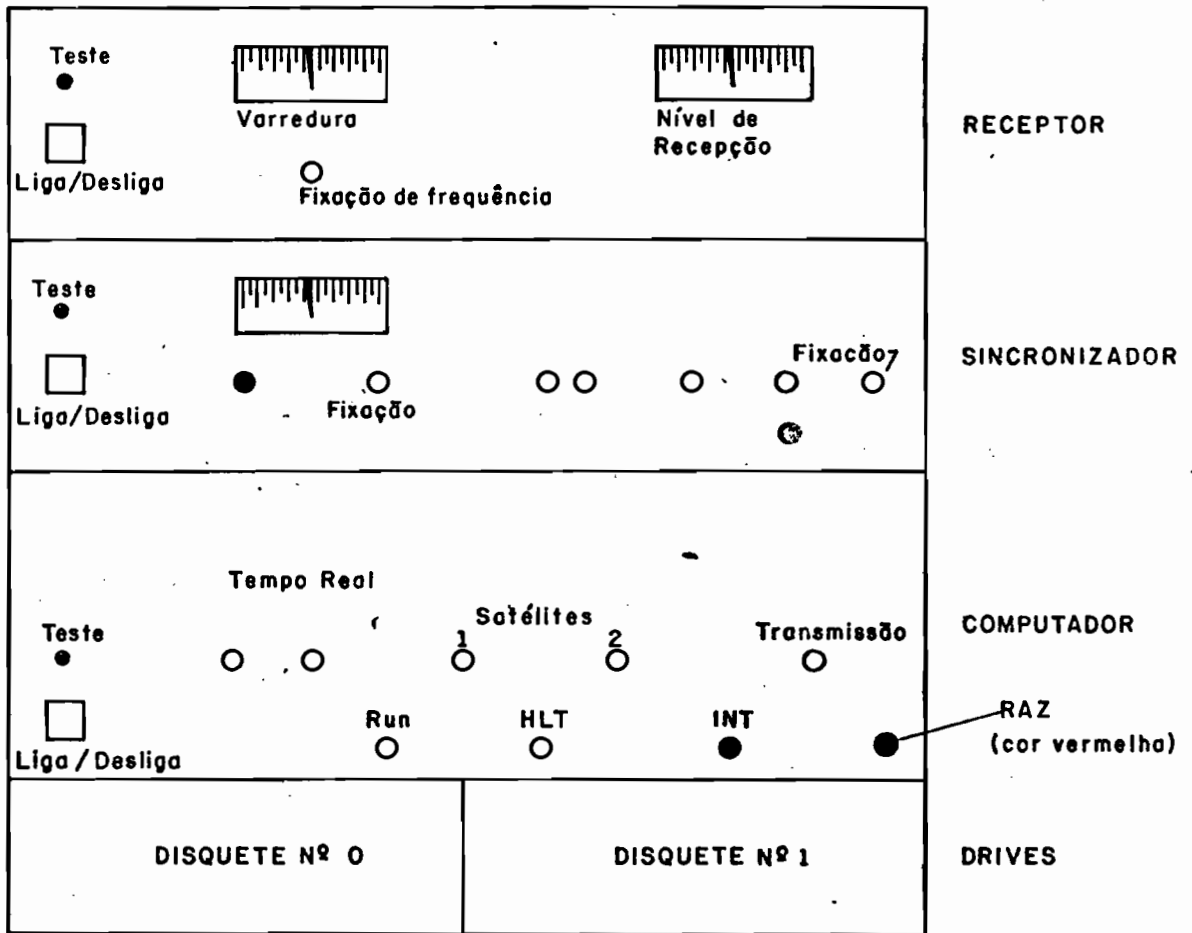 Teste
Varredura
Nível de
Recepção
RECEPTOR
Liga/Desliga
Fixação de frequência
Teste
Fixacão
SINCRONIZADOR
Liga/Desliga
Fixação
Tempo Real
Satélites
Teste
1
2
Transmissão
COMPUTADOR
Run
HLT
INT
RAZ
(cor vermelha)
Liga/Desliga
DISQUETE Nº 0
DISQUETE Nº 1
DRIVES